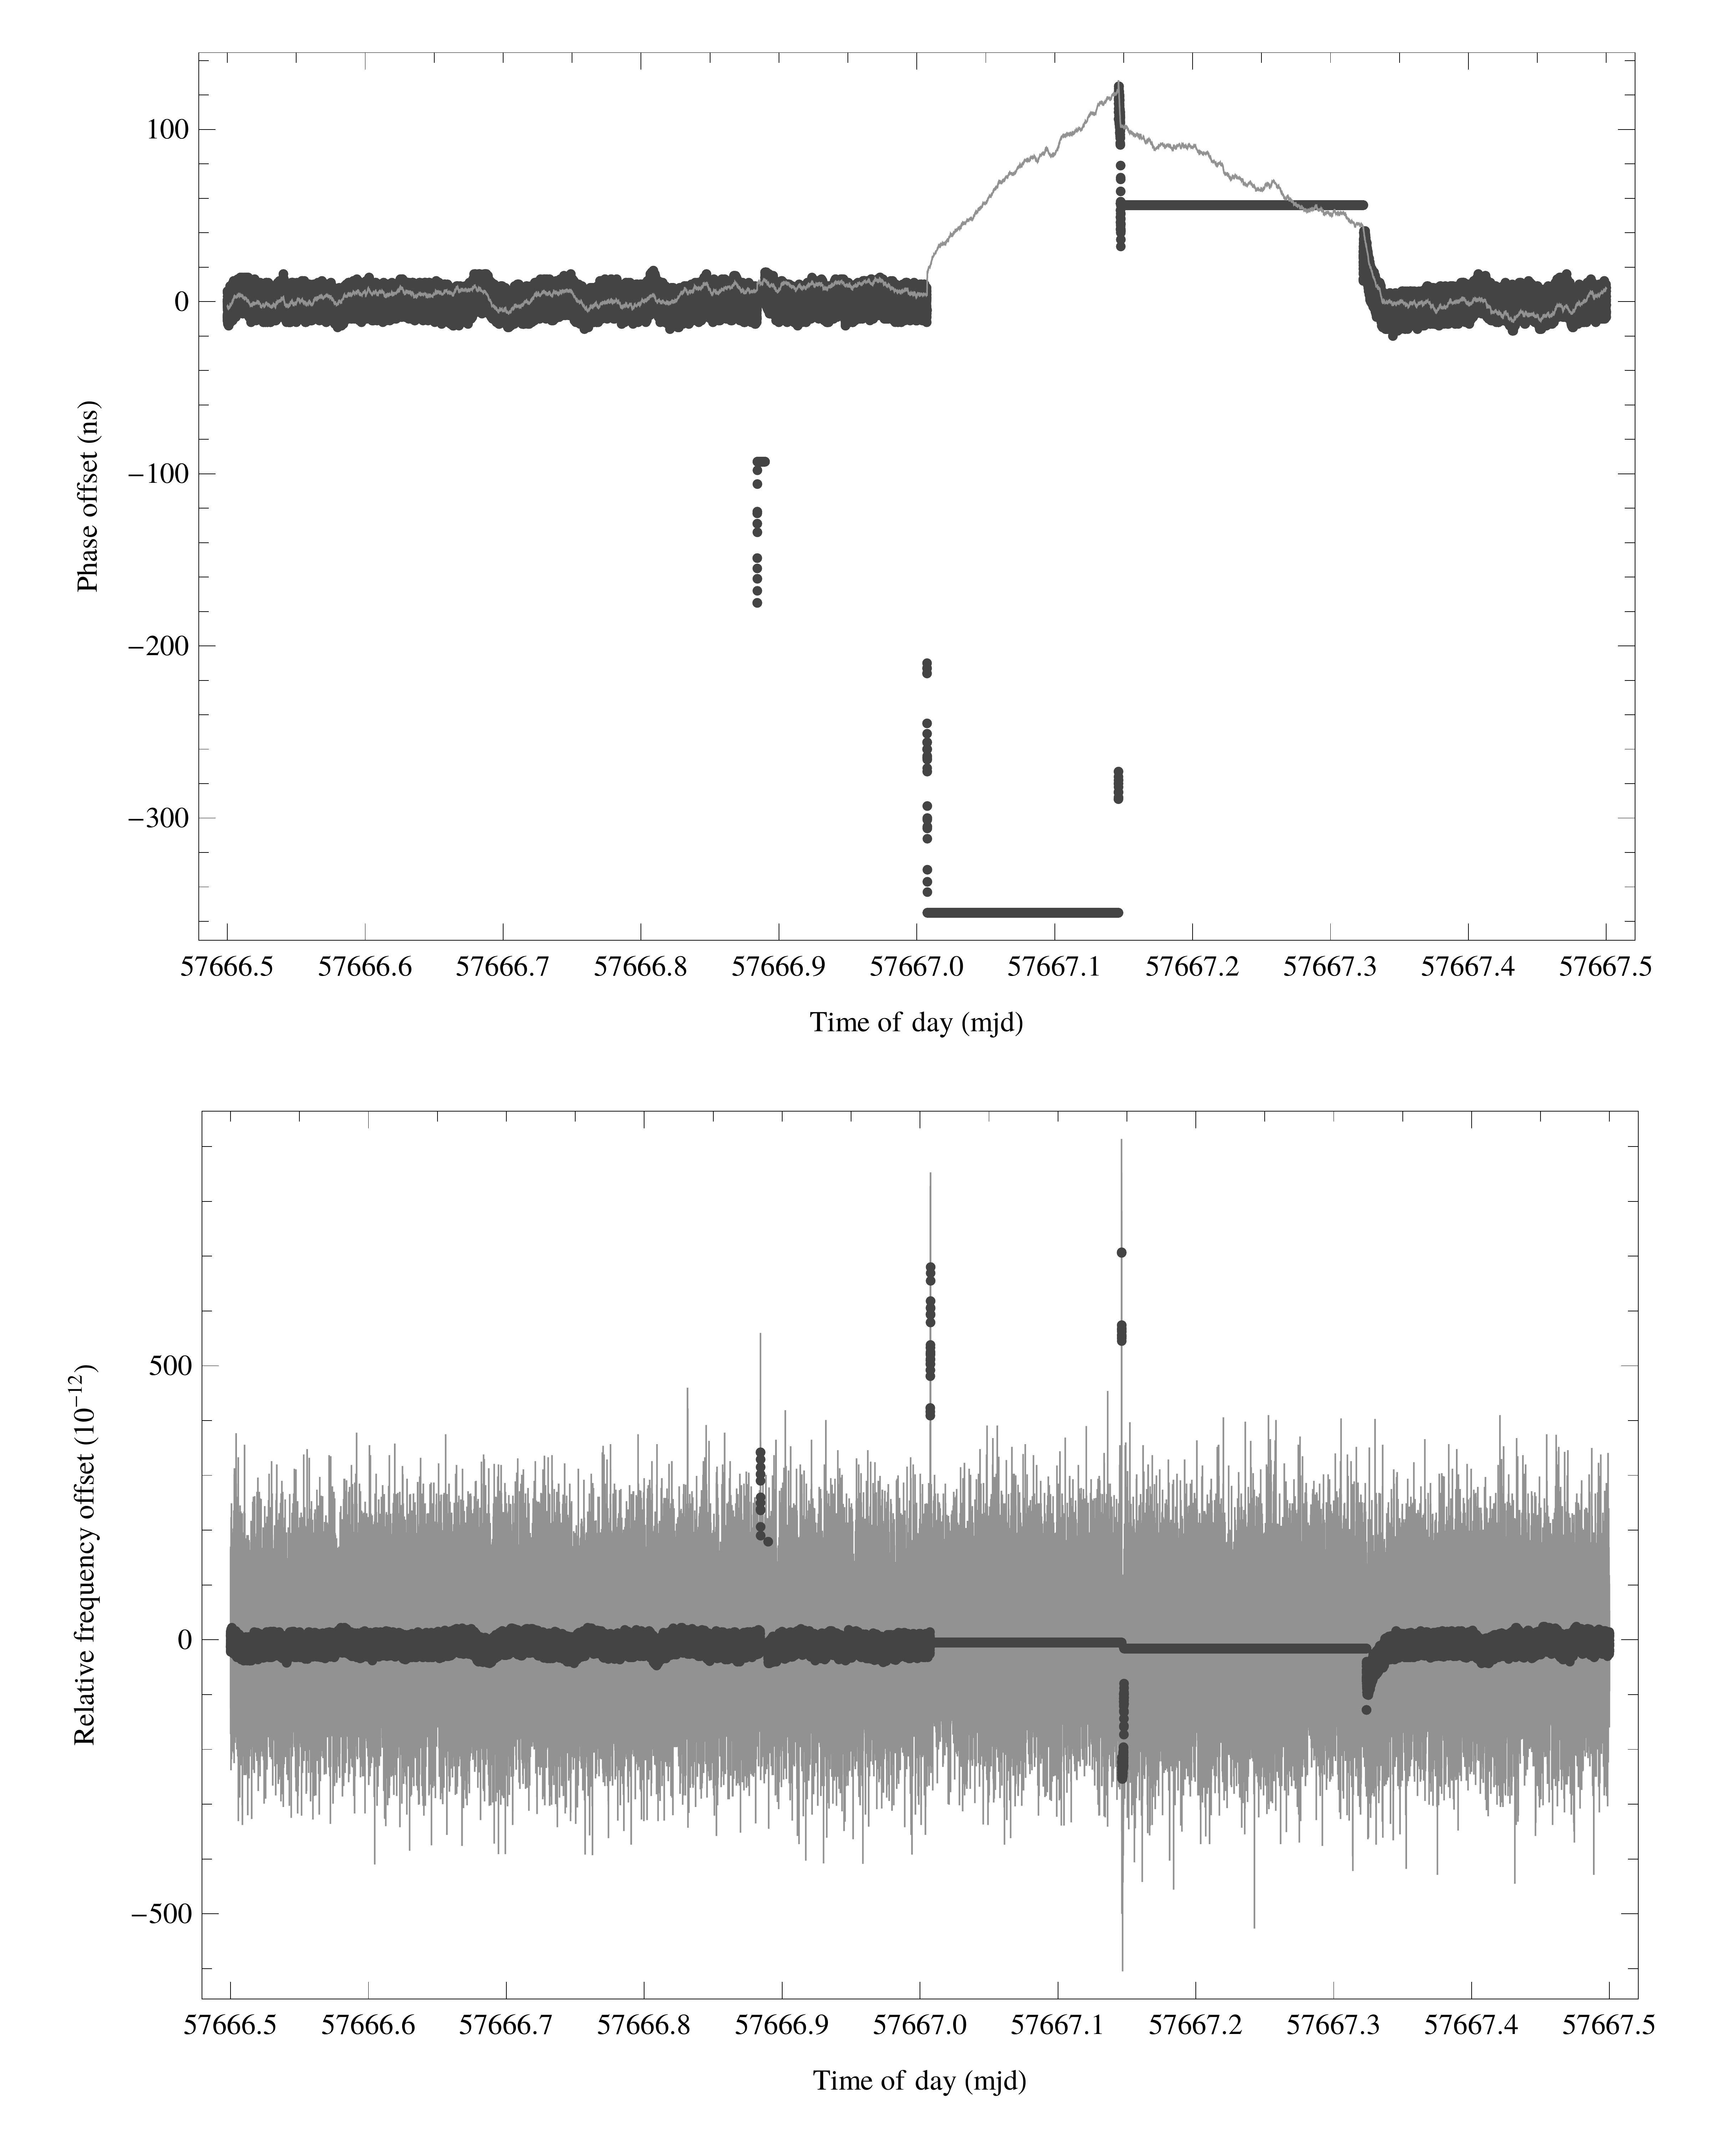 100
0
−100
−200
−300
Phase offset (ns)
57666.5 57666.6 57666.7 57666.8 57666.9 57667.0 57667.1 57667.2 57667.3 57667.4 57667.5
Time of day (mjd)
500
0
−500
Relative frequency offset (10⁻¹²)
57666.5 57666.6 57666.7 57666.8 57666.9 57667.0 57667.1 57667.2 57667.3 57667.4 57667.5
Time of day (mjd)